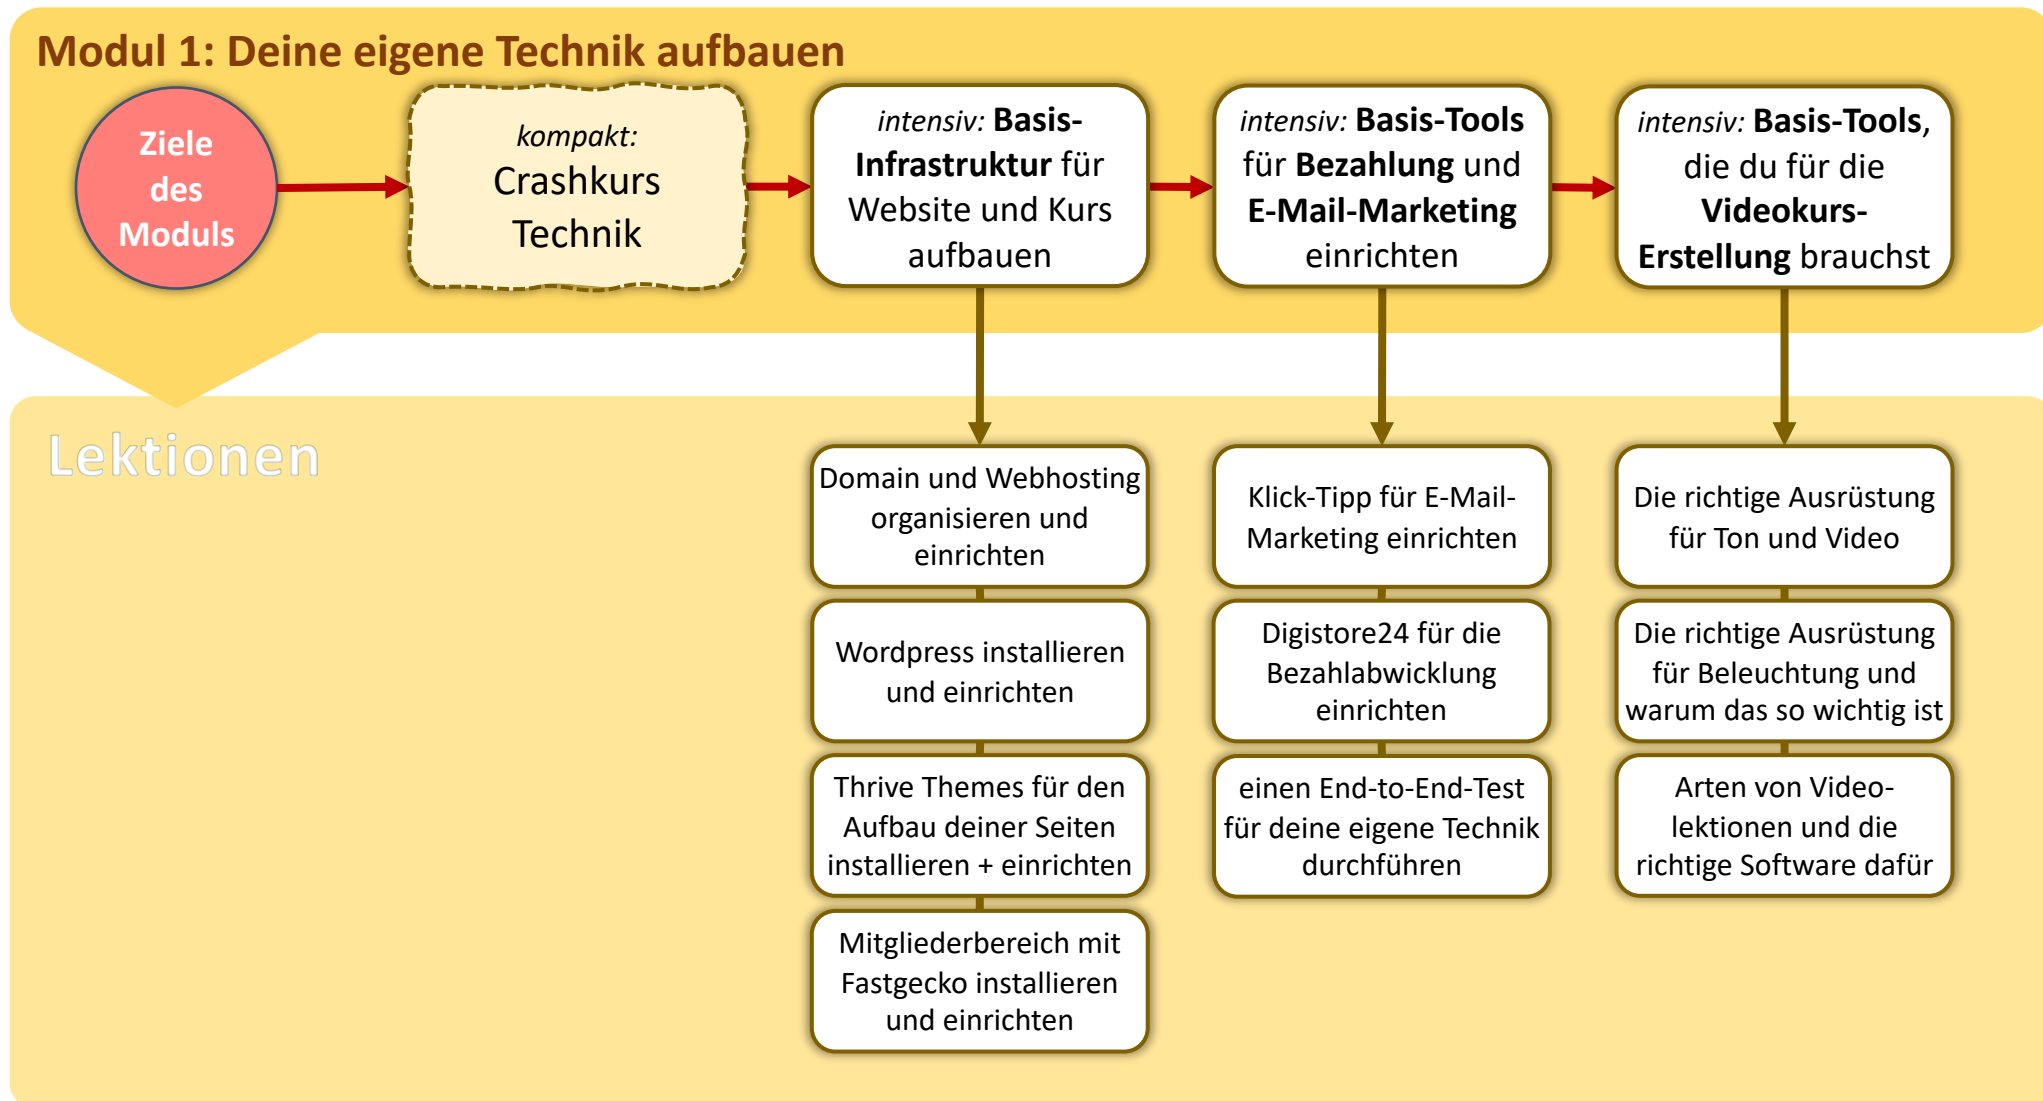 Modul 1: Deine eigene Technik aufbauen
Ziele
des
Moduls
kompakt:
Crashkurs
Technik
intensiv: Basis-
Infrastruktur für
Website und Kurs
aufbauen
intensiv: Basis-Tools
für Bezahlung und
E-Mail-Marketing
einrichten
intensiv: Basis-Tools,
die du für die
Videokurs-
Erstellung brauchst
Lektionen
Domain und Webhosting
organisieren und
einrichten
Wordpress installieren
und einrichten
Thrive Themes für den
Aufbau deiner Seiten
installieren + einrichten
Mitgliederbereich mit
Fastgecko installieren
und einrichten
Klick-Tipp für E-Mail-
Marketing einrichten
Digistore24 für die
Bezahlabwicklung
einrichten
einen End-to-End-Test
für deine eigene Technik
durchführen
Die richtige Ausrüstung
für Ton und Video
Die richtige Ausrüstung
für Beleuchtung und
warum das so wichtig ist
Arten von Video-
lektionen und die
richtige Software dafür